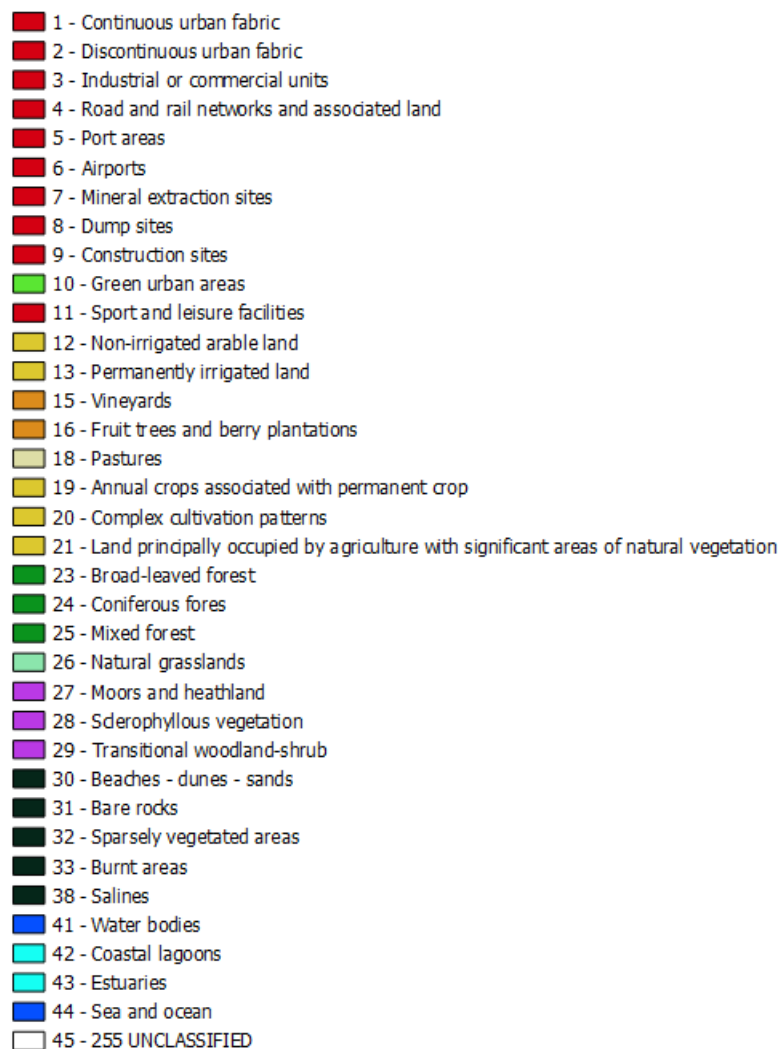 1 - Continuous urban fabric
2 - Discontinuous urban fabric
3 - Industrial or commercial units
4 - Road and rail networks and associated land
5 - Port areas
6 - Airports
7 - Mineral extraction sites
8 - Dump sites
9 - Construction sites
10 - Green urban areas
11 - Sport and leisure facilities
12 - Non-irrigated arable land
13 - Permanently irrigated land
15 - Vineyards
16 - Fruit trees and berry plantations
18 - Pastures
19 - Annual crops associated with permanent crop
20 - Complex cultivation patterns
21 - Land principally occupied by agriculture with significant areas of natural vegetation
23 - Broad-leaved forest
24 - Coniferous fores
25 - Mixed forest
26 - Natural grasslands
27 - Moors and heathland
28 - Sclerophyllous vegetation
29 - Transitional woodland-shrub
30 - Beaches - dunes - sands
31 - Bare rocks
32 - Sparsely vegetated areas
33 - Burnt areas
38 - Salines
41 - Water bodies
42 - Coastal lagoons
43 - Estuaries
44 - Sea and ocean
45 - 255 UNCLASSIFIED